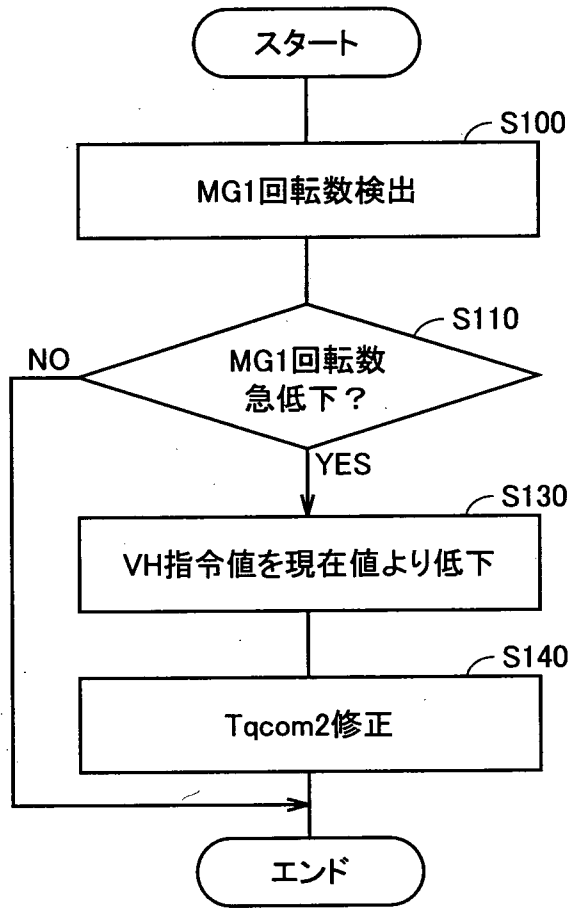 スタート
S100
MG1回転数検出
S110
NO
MG1回転数
急低下？
YES
S130
VH指令値を現在値より低下
S140
Tqcom2修正
エンド